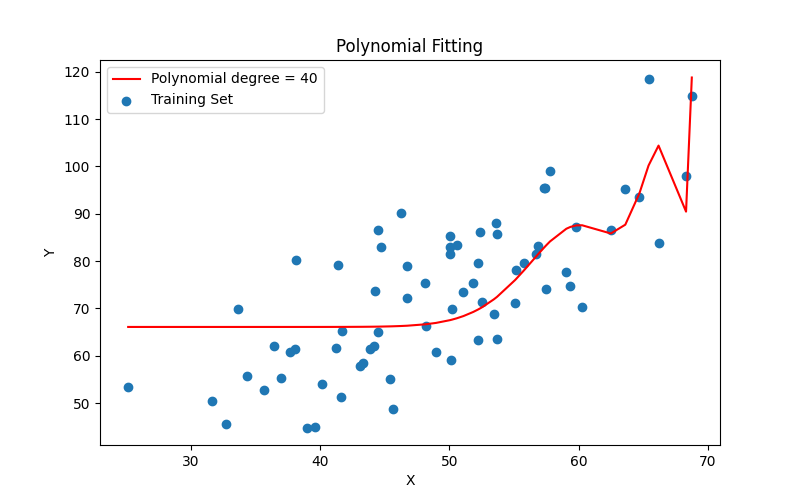 Polynomial Fitting
Polynomial degree = 40
Training Set
120
110
100
90
80
70
60
50
Y
30 40 50 60 70
X